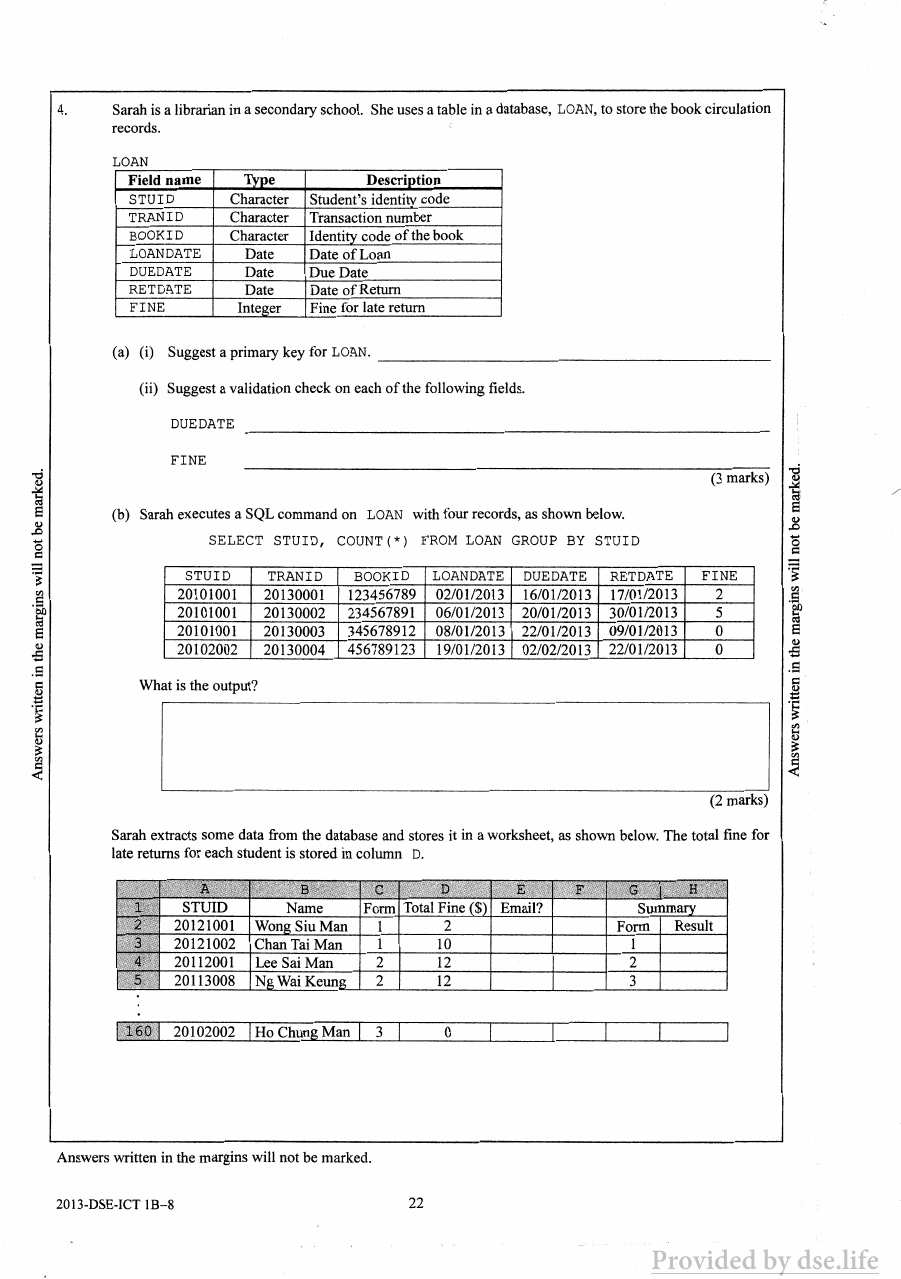 4. Sarah is a librarian in a secondary school. She uses a table in a database, LOAN, to store the book circulation
records.
LOAN
Field name Type Description
STUID Character Student's identity code
TRANID Character Transaction number
BOOKID Character Identity code of the book
LOANDATE Date Date of Loan
DUEDATE Date Due Date
RETDATE Date Date of Return
FINE Integer Fine for late return
(a) (i) Suggest a primary key for LOAN.
(ii) Suggest a validation check on each of the following fields.
DUEDATE
FINE
(3 marks)
(b) Sarah executes a SQL command on LOAN with four records, as shown below.
SELECT STUID, COUNT(*) FROM LOAN GROUP BY STUID
STUID TRANID BOOKID LOANDATE DUEDATE RETDATE FINE
20101001 20130001 123456789 02/01/2013 16/01/2013 17/01/2013 2
20101001 20130002 234567891 06/01/2013 20/01/2013 30/01/2013 5
20101001 20130003 345678912 08/01/2013 22/01/2013 09/01/2013 0
20102002 20130004 456789123 19/01/2013 02/02/2013 22/01/2013 0
What is the output?
(2 marks)
Sarah extracts some data from the database and stores it in a worksheet, as shown below. The total fine for
late returns for each student is stored in column D.
A B C D E F G H
1 STUID Name Form Total Fine ($) Email? Summary
2 20121001 Wong Siu Man 1 2 Form Result
3 20121002 Chan Tai Man 1 10 1
4 20112001 Lee Sai Man 2 12 2
5 20113008 Ng Wai Keung 2 12 3
160 20102002 Ho Chung Man 3 0
Answers written in the margins will not be marked.
Answers written in the margins will not be marked.
Answers written in the margins will not be marked.
2013-DSE-ICT 1B-8 22
Provided by dse.life